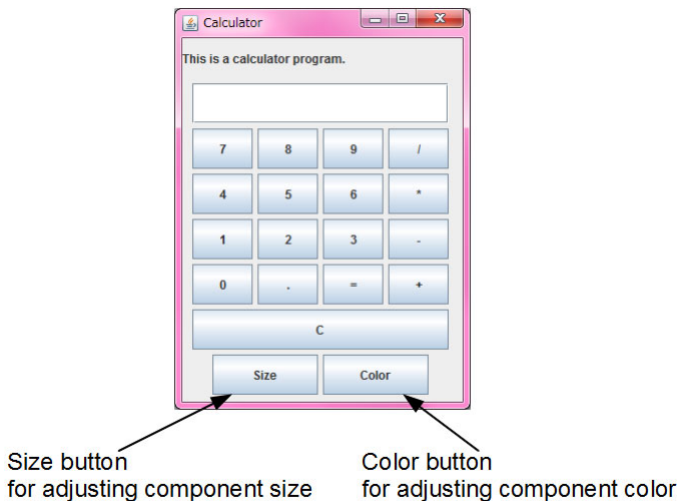 Calculator
This is a calculator program.
7 8 9 /
4 5 6 *
1 2 3 -
0 . = +
C
Size Color
Size button Color button
for adjusting component size for adjusting component color